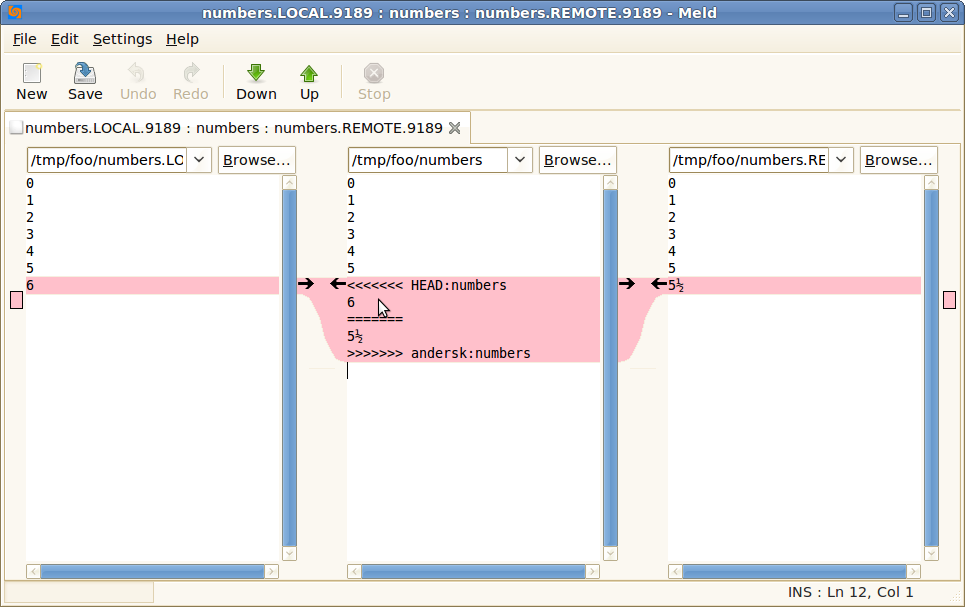 numbers.LOCAL.9189 : numbers : numbers.REMOTE.9189 - Meld
File Edit Settings Help
New Save Undo Redo Down Up Stop
numbers.LOCAL.9189 : numbers : numbers.REMOTE.9189
/tmp/foo/numbers.LO Browse... /tmp/foo/numbers Browse... /tmp/foo/numbers.RE Browse...
0
1
2
3
4
5
6
0
1
2
3
4
5
<<<<<<< HEAD:numbers
6
=======
5½
>>>>>>> andersk:numbers
0
1
2
3
4
5
5½
INS : Ln 12, Col 1